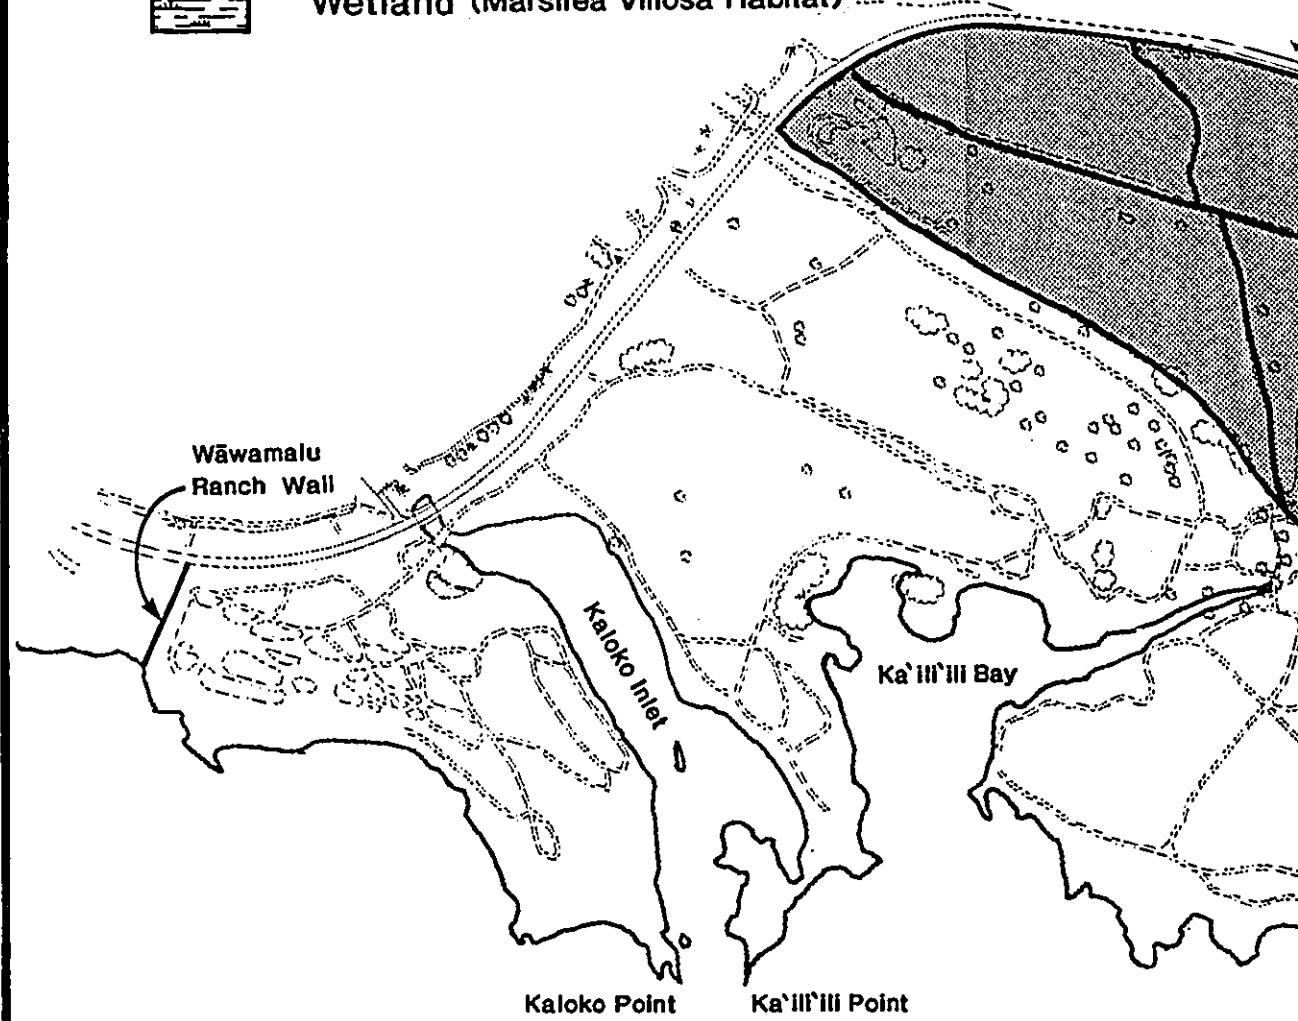 Wetland (Marsilea Villosa Habitat)
Wāwamalu
Ranch Wall
Kaloko Inlet
Ka`ili`ili Bay
Kaloko Point
Ka`ili`ili Point